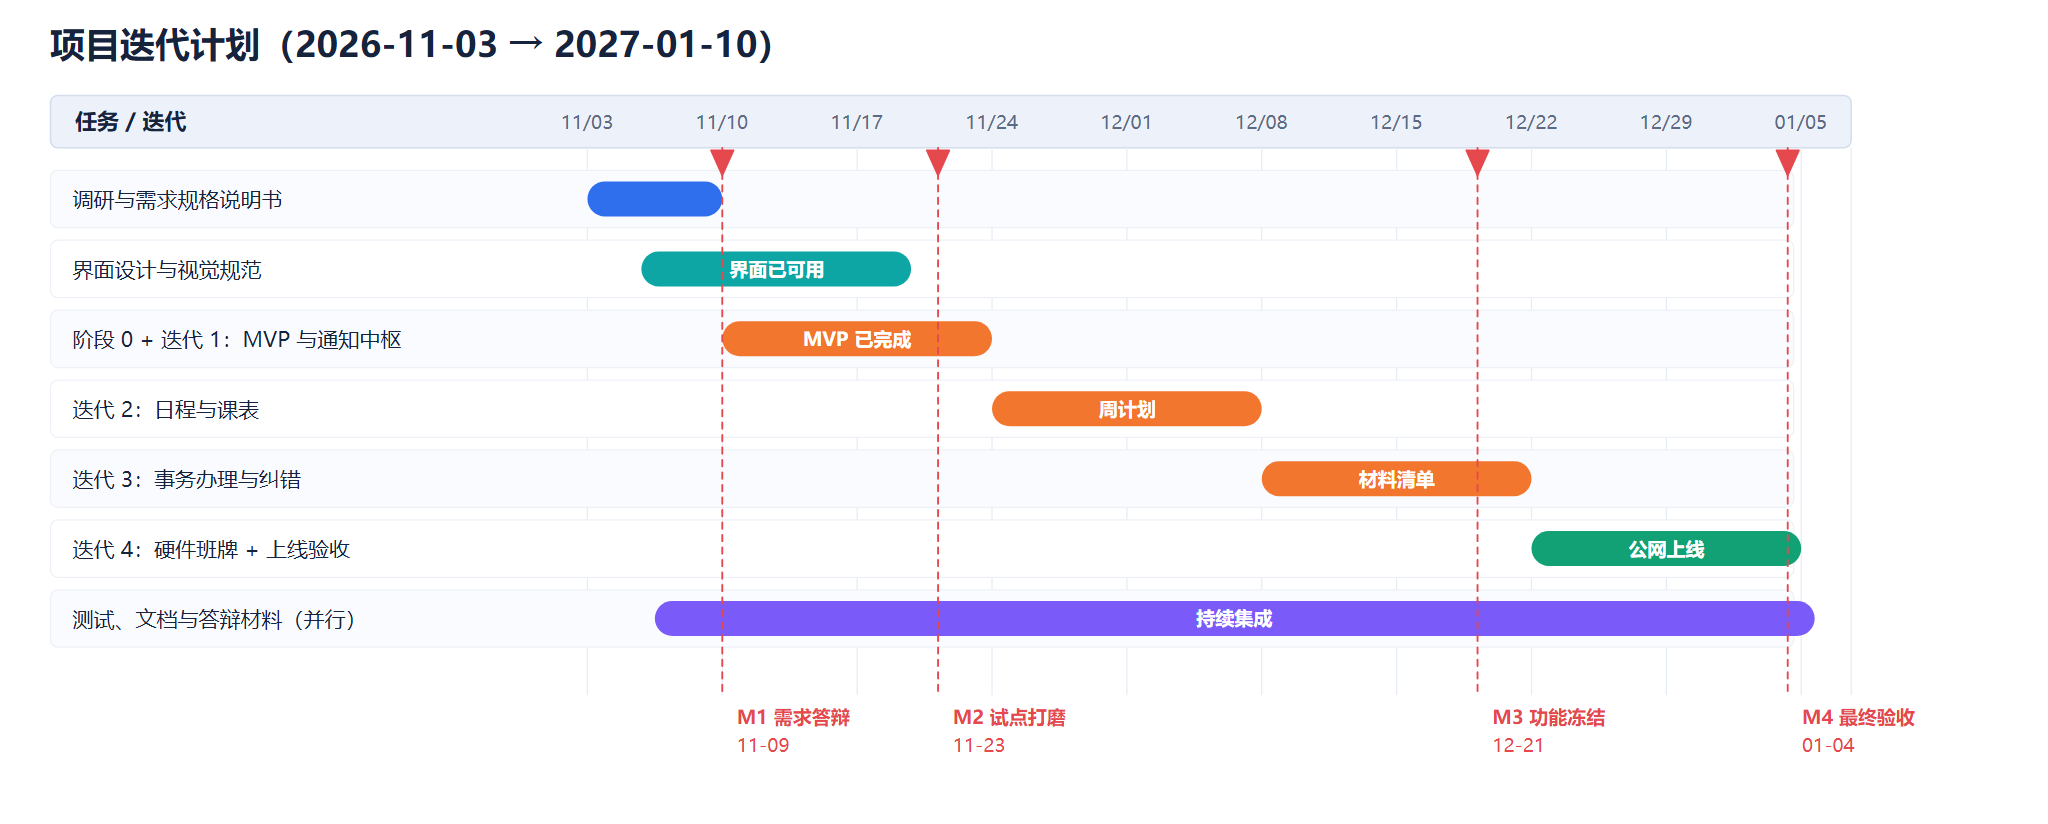 项目迭代计划（2026-11-03 → 2027-01-10）
任务 / 迭代 11/03 11/10 11/17 11/24 12/01 12/08 12/15 12/22 12/29 01/05
调研与需求规格说明书
界面设计与视觉规范 界面已可用
阶段 0 + 迭代 1：MVP 与通知中枢 MVP 已完成
迭代 2：日程与课表 周计划
迭代 3：事务办理与纠错 材料清单
迭代 4：硬件班牌 + 上线验收 公网上线
测试、文档与答辩材料（并行） 持续集成
M1 需求答辩 M2 试点打磨 M3 功能冻结 M4 最终验收
11-09 11-23 12-21 01-04